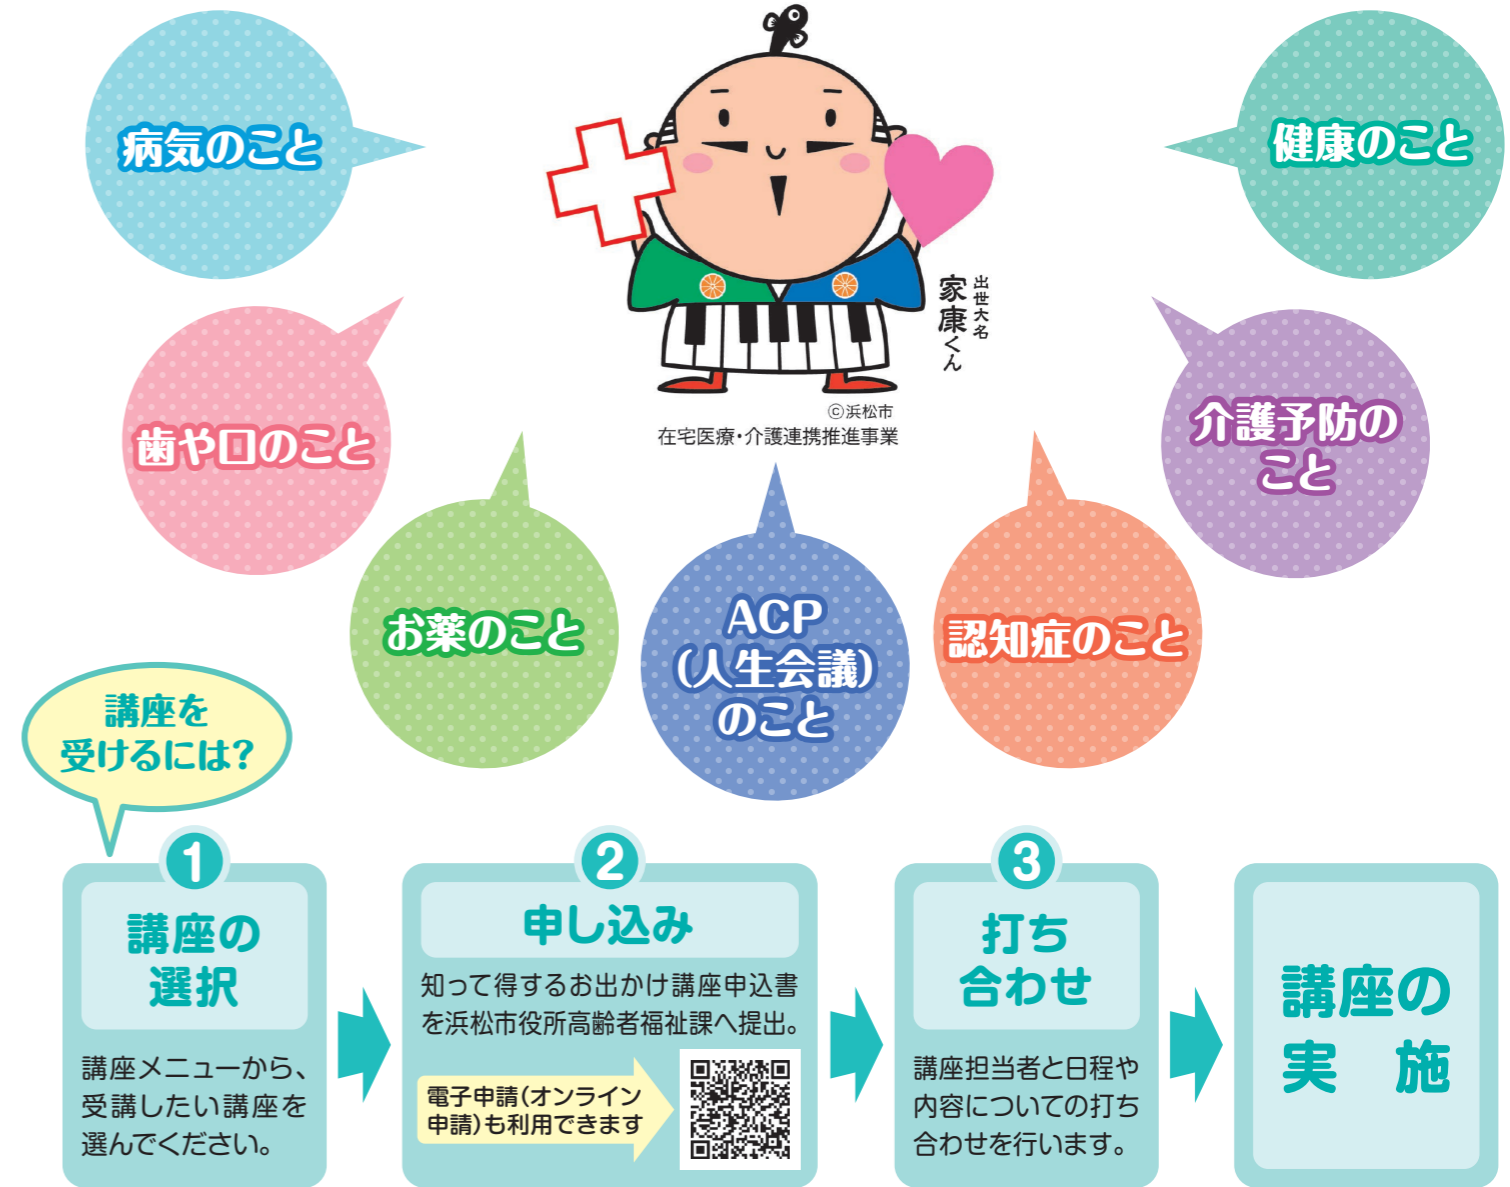 病気のこと
健康のこと
出世大名
家康くん
©浜松市
在宅医療・介護連携推進事業
歯や口のこと
介護予防の
こと
お薬のこと
ACP
(人生会議)
のこと
認知症のこと
講座を
受けるには?
1
講座の
選択
講座メニューから、
受講したい講座を
選んでください。
2
申し込み
知って得するお出かけ講座申込書
を浜松市役所高齢者福祉課へ提出。
電子申請(オンライン
申請)も利用できます
3
打ち
合わせ
講座担当者と日程や
内容についての打ち
合わせを行います。
講座の
実 施